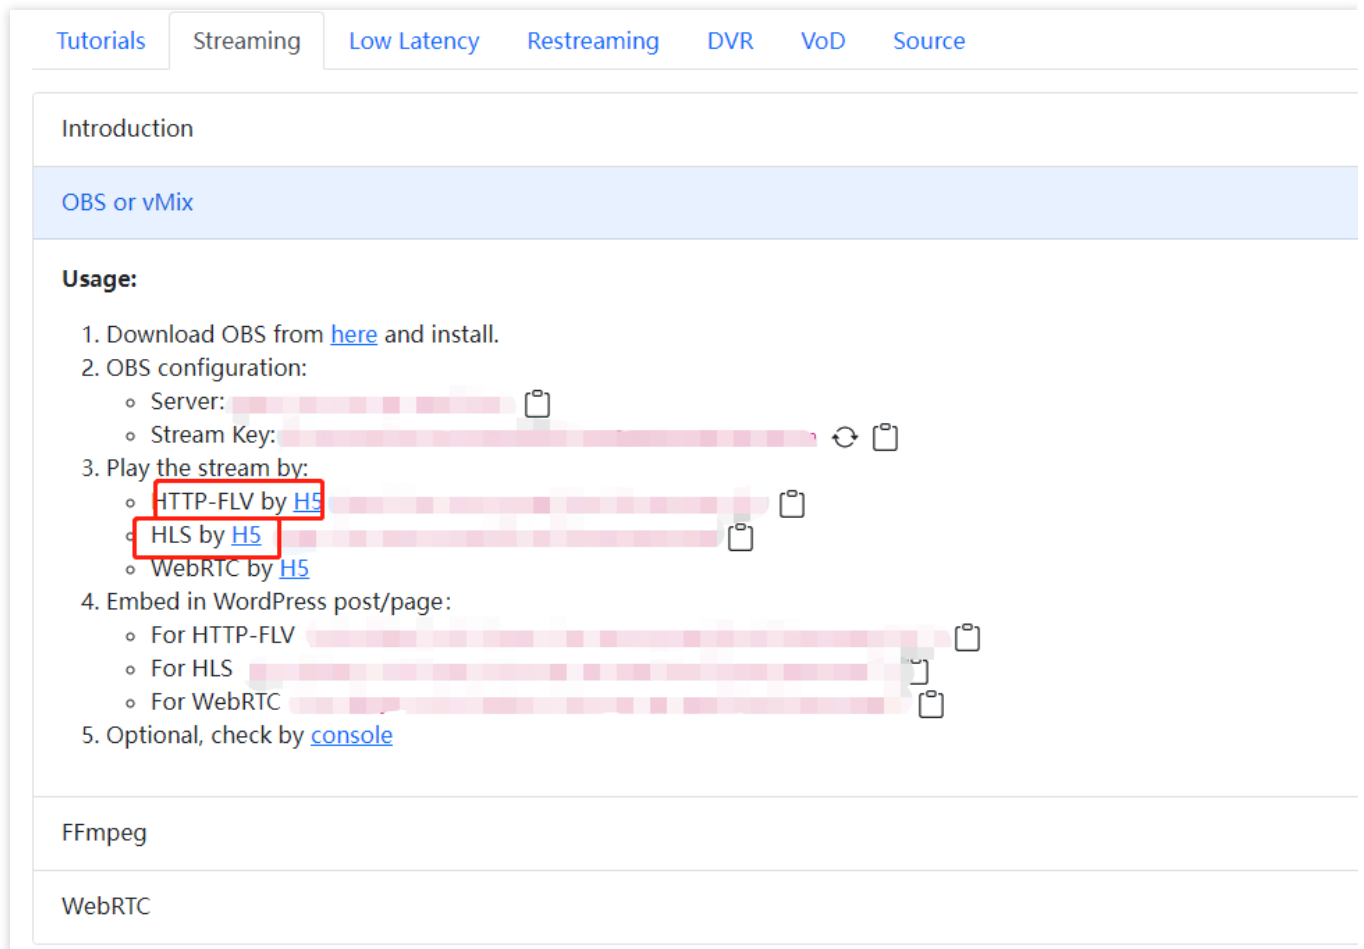 Tutorials Streaming Low Latency Restreaming DVR VoD Source
Introduction
OBS or vMix
Usage:
1. Download OBS from here and install.
2. OBS configuration:
Server:
Stream Key:
3. Play the stream by:
HTTP-FLV by H5
HLS by H5
WebRTC by H5
4. Embed in WordPress post/page:
For HTTP-FLV
For HLS
For WebRTC
5. Optional, check by console
FFmpeg
WebRTC